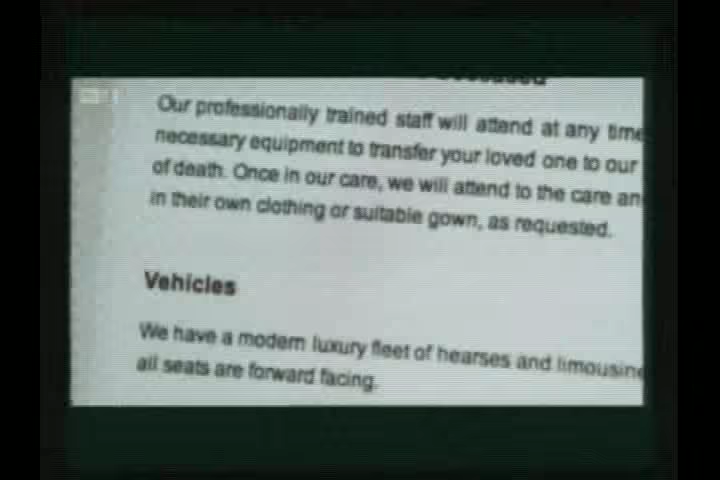 Our professionally trained staff will attend at any time
necessary equipment to transfer your loved one to our
of death. Once in our care, we will attend to the care an
in their own clothing or suitable gown, as requested.
Vehicles
We have a modern luxury fleet of hearses and limousine
all seats are forward facing.